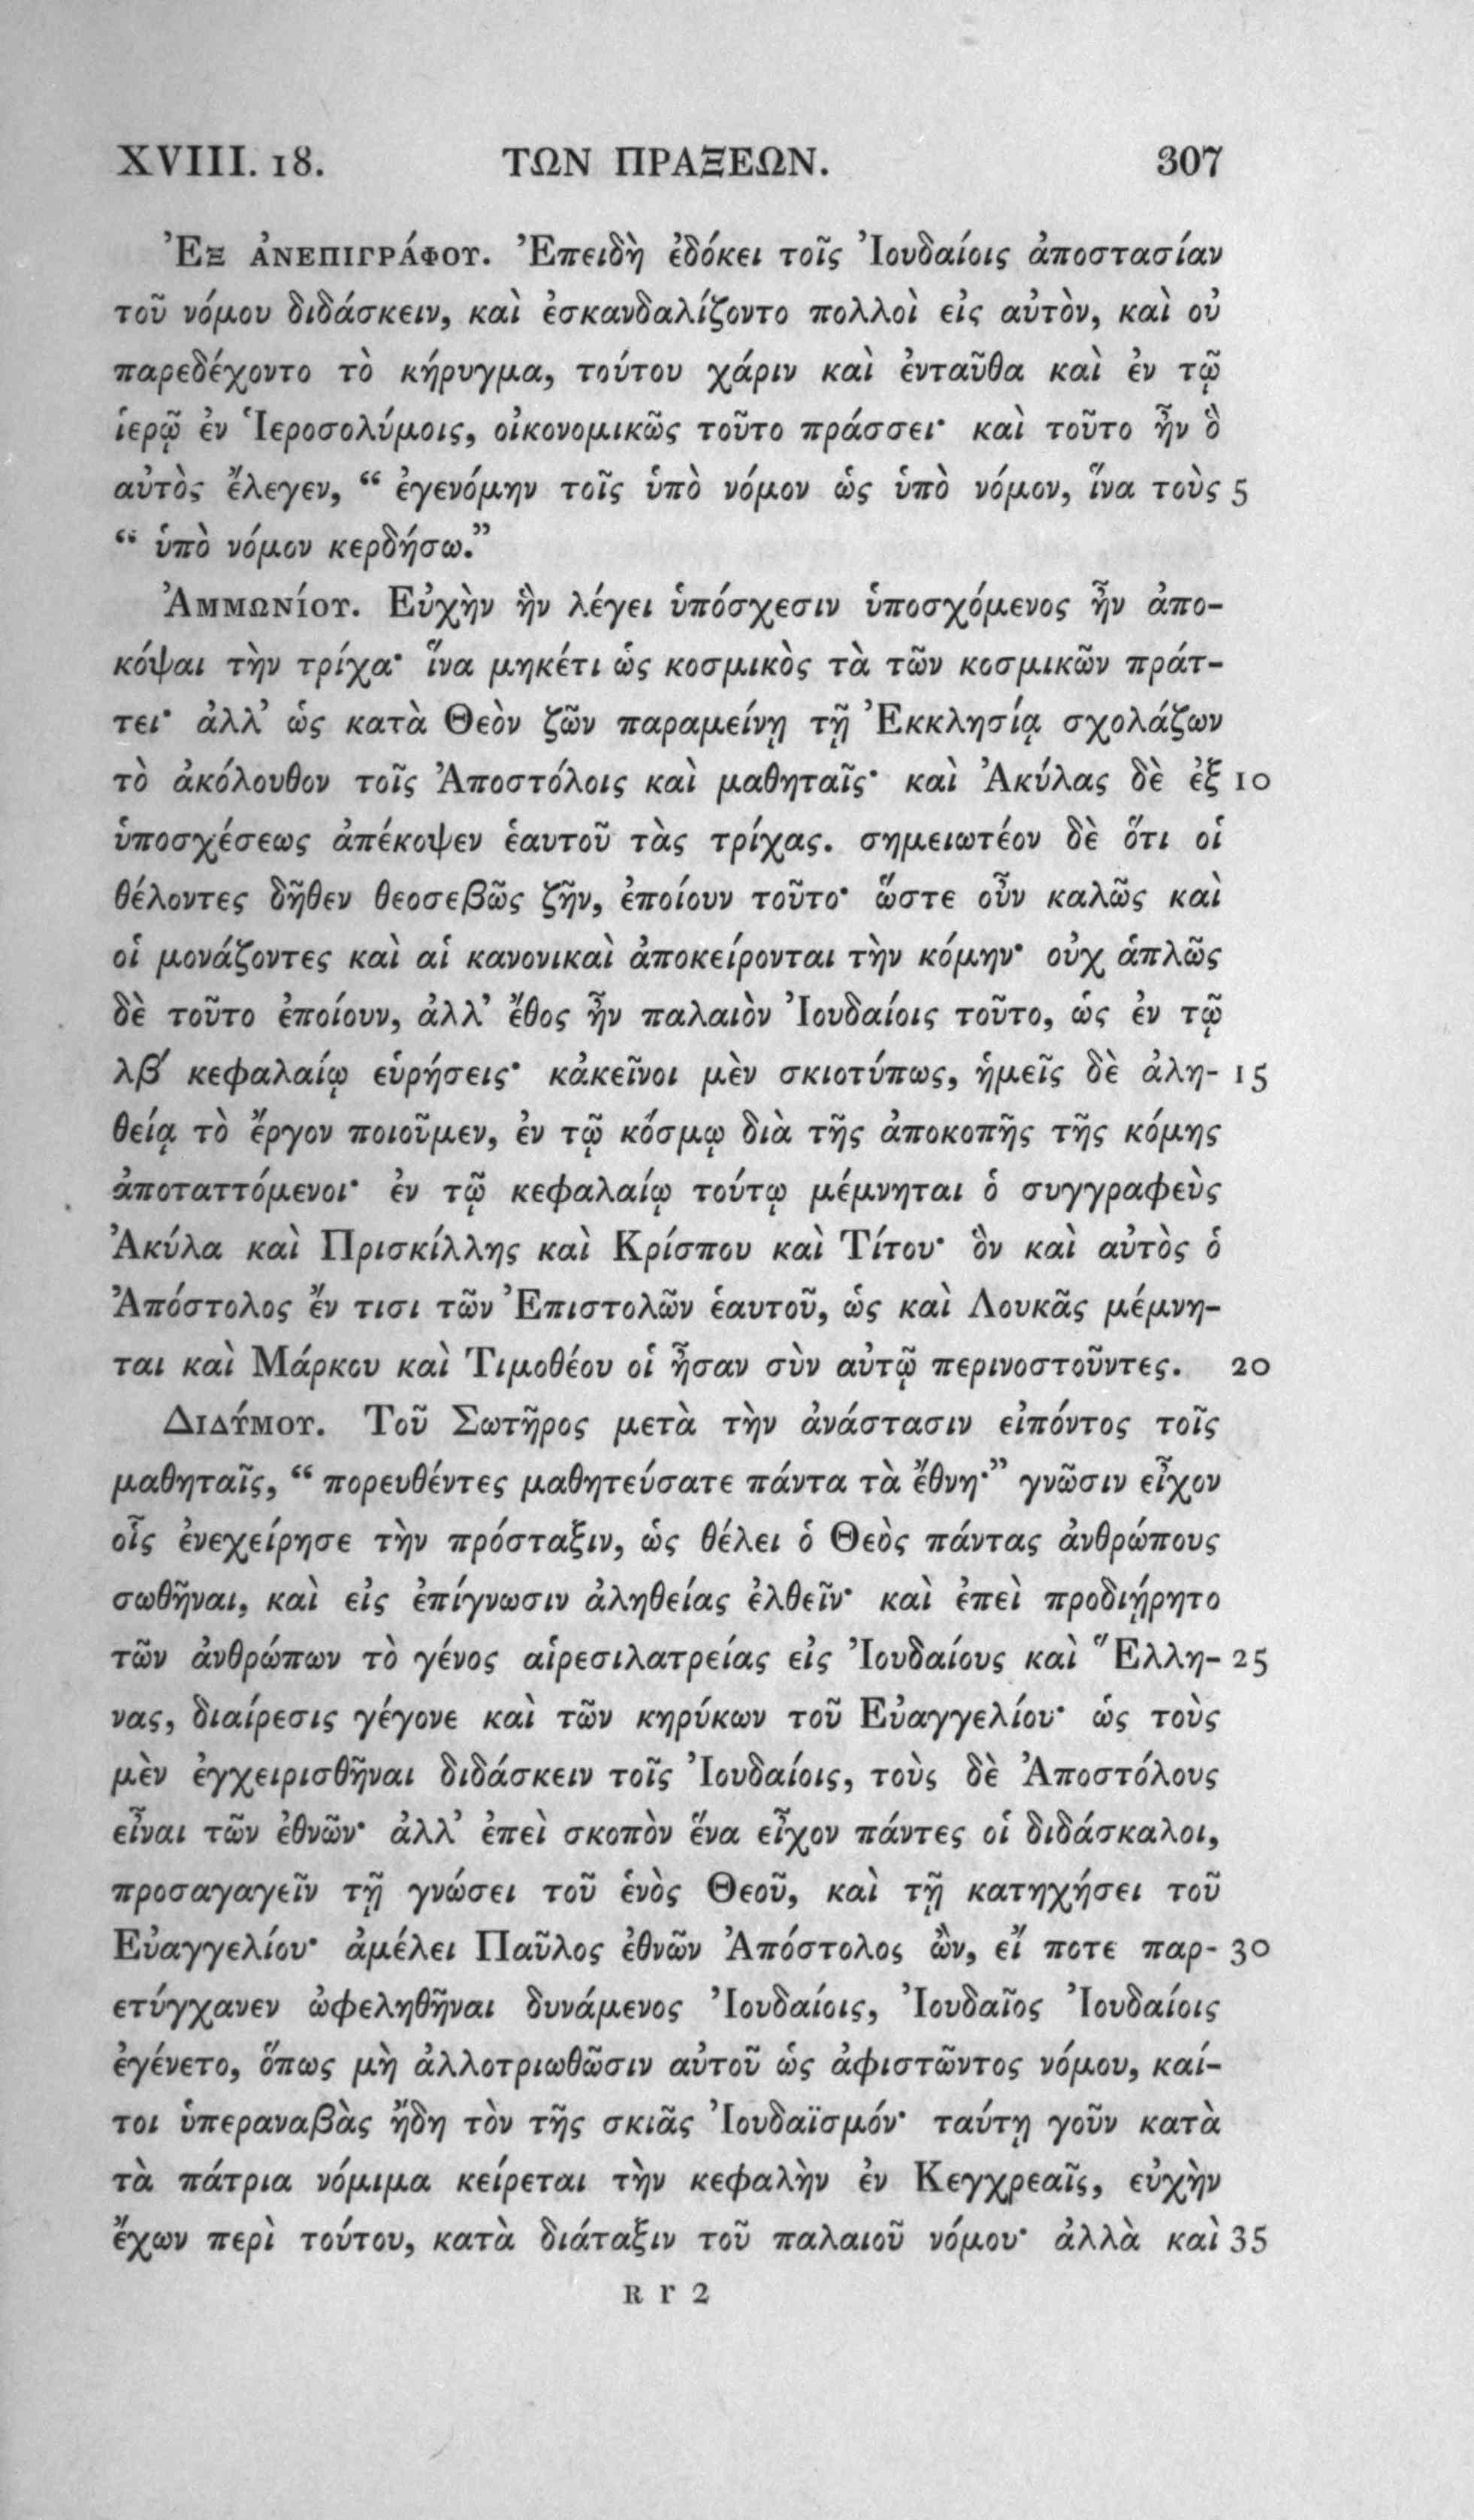 XVIII. 18. ΤΩΝ ΠΡΑΞΕΩΝ. 307
Ἐξ ἀνεπιγράφου. Ἐπειδὴ ἐδόκει τοῖς Ἰουδαίοις ἀποστασίαν
τοῦ νόμου διδάσκειν, καὶ ἐσκανδαλίζοντο πολλοὶ εἰς αὐτὸν, καὶ οὐ
παρεδέχοντο τὸ κήρυγμα, τούτου χάριν καὶ ἐνταῦθα καὶ ἐν τῷ
ἱερῷ ἐν Ἱεροσολύμοις, οἰκονομικῶς τοῦτο πράσσει· καὶ τοῦτο ἦν ὃ
αὐτὸς ἔλεγεν, “ ἐγενόμην τοῖς ὑπὸ νόμον ὡς ὑπὸ νόμον, ἵνα τοὺς 5
“ ὑπὸ νόμον κερδήσω.”
Ἀμμωνίου. Εὐχὴν ἣν λέγει ὑπόσχεσιν ὑποσχόμενος ἦν ἀπο-
κόψαι τὴν τρίχα· ἵνα μηκέτι ὡς κοσμικὸς τὰ τῶν κοσμικῶν πράτ-
τει· ἀλλ’ ὡς κατὰ Θεὸν ζῶν παραμείνῃ τῇ Ἐκκλησίᾳ σχολάζων
τὸ ἀκόλουθον τοῖς Ἀποστόλοις καὶ μαθηταῖς· καὶ Ἀκύλας δὲ ἐξ 10
ὑποσχέσεως ἀπέκοψεν ἑαυτοῦ τὰς τρίχας. σημειωτέον δὲ ὅτι οἱ
θέλοντες δῆθεν θεοσεβῶς ζῆν, ἐποίουν τοῦτο· ὥστε οὖν καλῶς καὶ
οἱ μονάζοντες καὶ αἱ κανονικαὶ ἀποκείρονται τὴν κόμην· οὐχ ἁπλῶς
δὲ τοῦτο ἐποίουν, ἀλλ’ ἔθος ἦν παλαιὸν Ἰουδαίοις τοῦτο, ὡς ἐν τῷ
λβʹ κεφαλαίῳ εὑρήσεις· κἀκεῖνοι μὲν σκιοτύπως, ἡμεῖς δὲ ἀλη- 15
θείᾳ τὸ ἔργον ποιοῦμεν, ἐν τῷ κόσμῳ διὰ τῆς ἀποκοπῆς τῆς κόμης
ἀποταττόμενοι· ἐν τῷ κεφαλαίῳ τούτῳ μέμνηται ὁ συγγραφεὺς
Ἀκύλα καὶ Πρισκίλλης καὶ Κρίσπου καὶ Τίτου· ὃν καὶ αὐτὸς ὁ
Ἀπόστολος ἔν τισι τῶν Ἐπιστολῶν ἑαυτοῦ, ὡς καὶ Λουκᾶς μέμνη-
ται καὶ Μάρκου καὶ Τιμοθέου οἱ ἦσαν σὺν αὐτῷ περινοστοῦντες. 20
Διδύμου. Τοῦ Σωτῆρος μετὰ τὴν ἀνάστασιν εἰπόντος τοῖς
μαθηταῖς, “ πορευθέντες μαθητεύσατε πάντα τὰ ἔθνη·” γνῶσιν εἶχον
οἷς ἐνεχείρησε τὴν πρόσταξιν, ὡς θέλει ὁ Θεὸς πάντας ἀνθρώπους
σωθῆναι, καὶ εἰς ἐπίγνωσιν ἀληθείας ἐλθεῖν· καὶ ἐπεὶ προδιῄρητο
τῶν ἀνθρώπων τὸ γένος αἱρεσιλατρείας εἰς Ἰουδαίους καὶ Ἕλλη- 25
νας, διαίρεσις γέγονε καὶ τῶν κηρύκων τοῦ Εὐαγγελίου· ὡς τοὺς
μὲν ἐγχειρισθῆναι διδάσκειν τοῖς Ἰουδαίοις, τοὺς δὲ Ἀποστόλους
εἶναι τῶν ἐθνῶν· ἀλλ’ ἐπεὶ σκοπὸν ἕνα εἶχον πάντες οἱ διδάσκαλοι,
προσαγαγεῖν τῇ γνώσει τοῦ ἑνὸς Θεοῦ, καὶ τῇ κατηχήσει τοῦ
Εὐαγγελίου· ἀμέλει Παῦλος ἐθνῶν Ἀπόστολος ὢν, εἴ ποτε παρ- 30
ετύγχανεν ὠφεληθῆναι δυνάμενος Ἰουδαίοις, Ἰουδαῖος Ἰουδαίοις
ἐγένετο, ὅπως μὴ ἀλλοτριωθῶσιν αὐτοῦ ὡς ἀφιστῶντος νόμου, καί-
τοι ὑπεραναβὰς ἤδη τὸν τῆς σκιᾶς Ἰουδαϊσμόν· ταύτῃ γοῦν κατὰ
τὰ πάτρια νόμιμα κείρεται τὴν κεφαλὴν ἐν Κεγχρεαῖς, εὐχὴν
ἔχων περὶ τούτου, κατὰ διάταξιν τοῦ παλαιοῦ νόμου· ἀλλὰ καὶ 35
R r 2